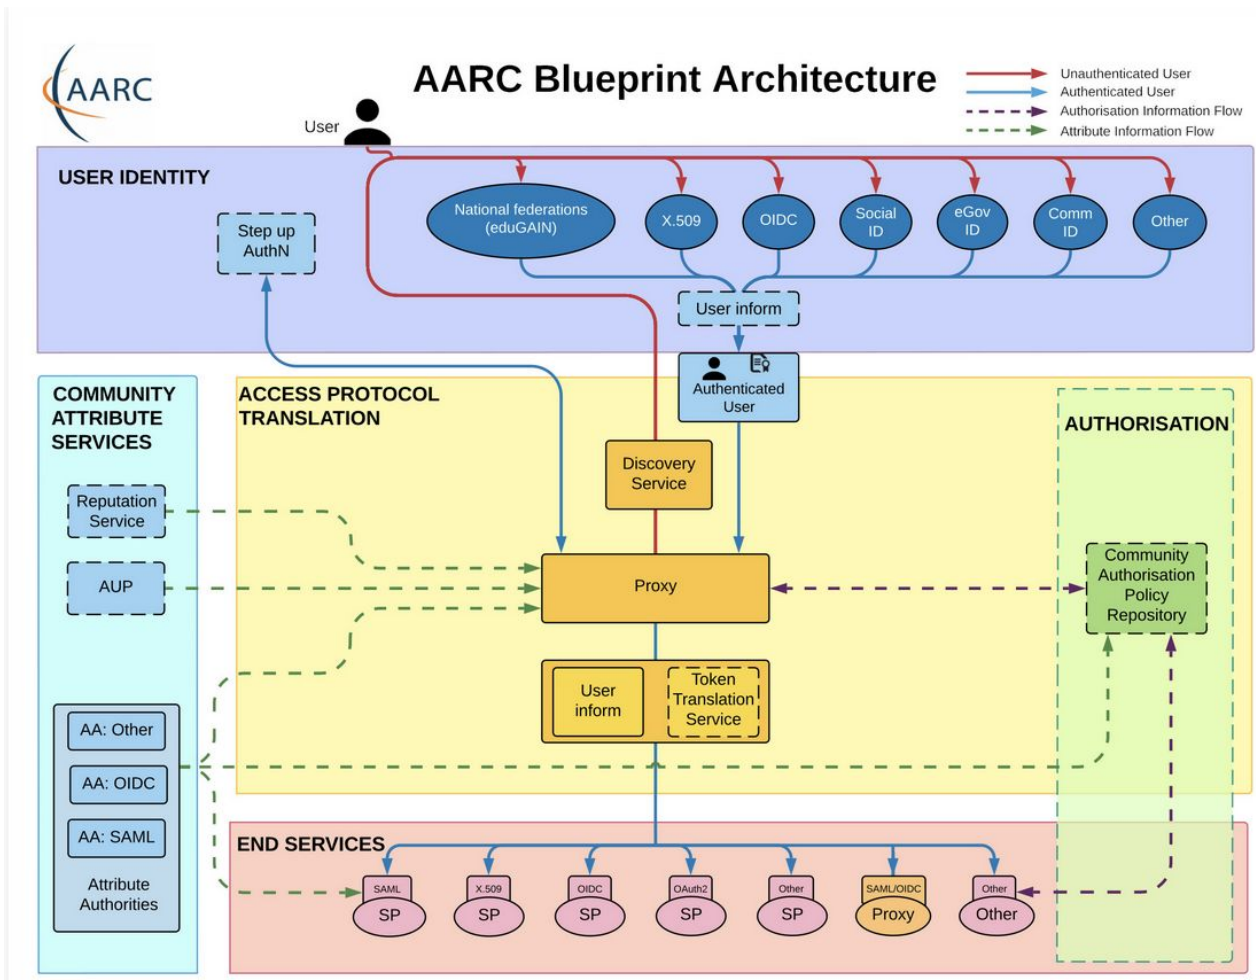 AARC
AARC Blueprint Architecture
Unauthenticated User
Authenticated User
Authorisation Information Flow
Attribute Information Flow
User
USER IDENTITY
Step up
AuthN
National federations
(eduGAIN)
X.509
OIDC
Social
ID
eGov
ID
Comm
ID
Other
User inform
Authenticated
User
COMMUNITY
ATTRIBUTE
SERVICES
Reputation
Service
AUP
AA: Other
AA: OIDC
AA: SAML
Attribute
Authorities
ACCESS PROTOCOL
TRANSLATION
Discovery
Service
Proxy
User
inform
Token
Translation
Service
AUTHORISATION
Community
Authorisation
Policy
Repository
END SERVICES
SAML
SP
X.509
SP
OIDC
SP
OAuth2
SP
Other
SP
SAML/OIDC
Proxy
Other
Other